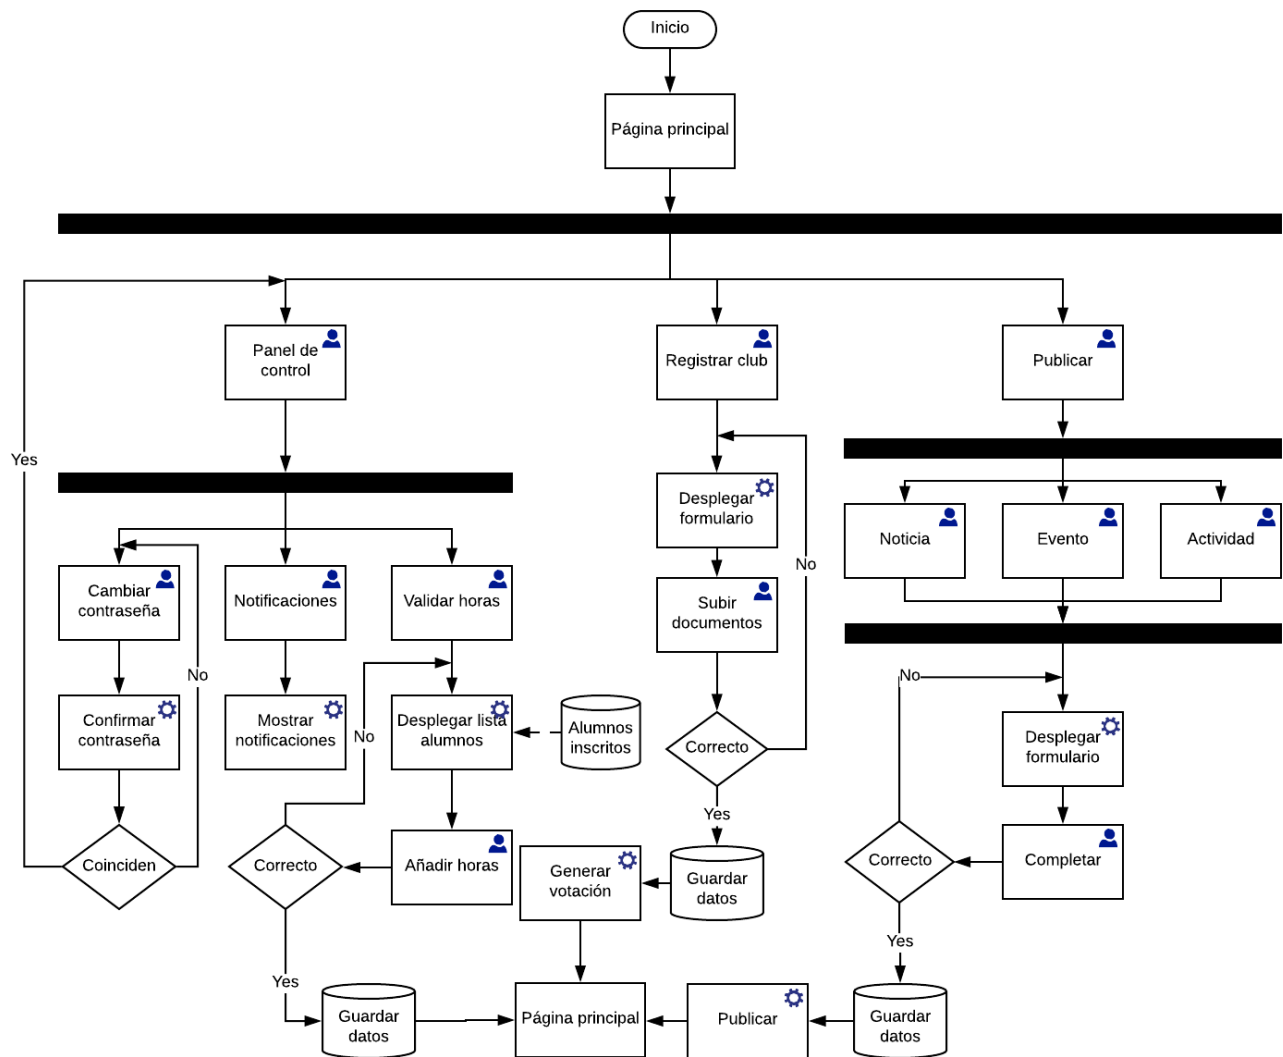 Inicio
Página principal
Panel de
control
Registrar club
Publicar
Yes
Desplegar
formulario
No
Noticia
Evento
Actividad
Cambiar
contraseña
Notificaciones
Validar horas
Subir
documentos
No
No
Confirmar
contraseña
Mostrar
notificaciones
No
Desplegar lista
alumnos
Alumnos
inscritos
Correcto
Desplegar
formulario
Yes
Coinciden
Correcto
Añadir horas
Generar
votación
Guardar
datos
Correcto
Completar
Yes
Yes
Guardar
datos
Página principal
Publicar
Guardar
datos